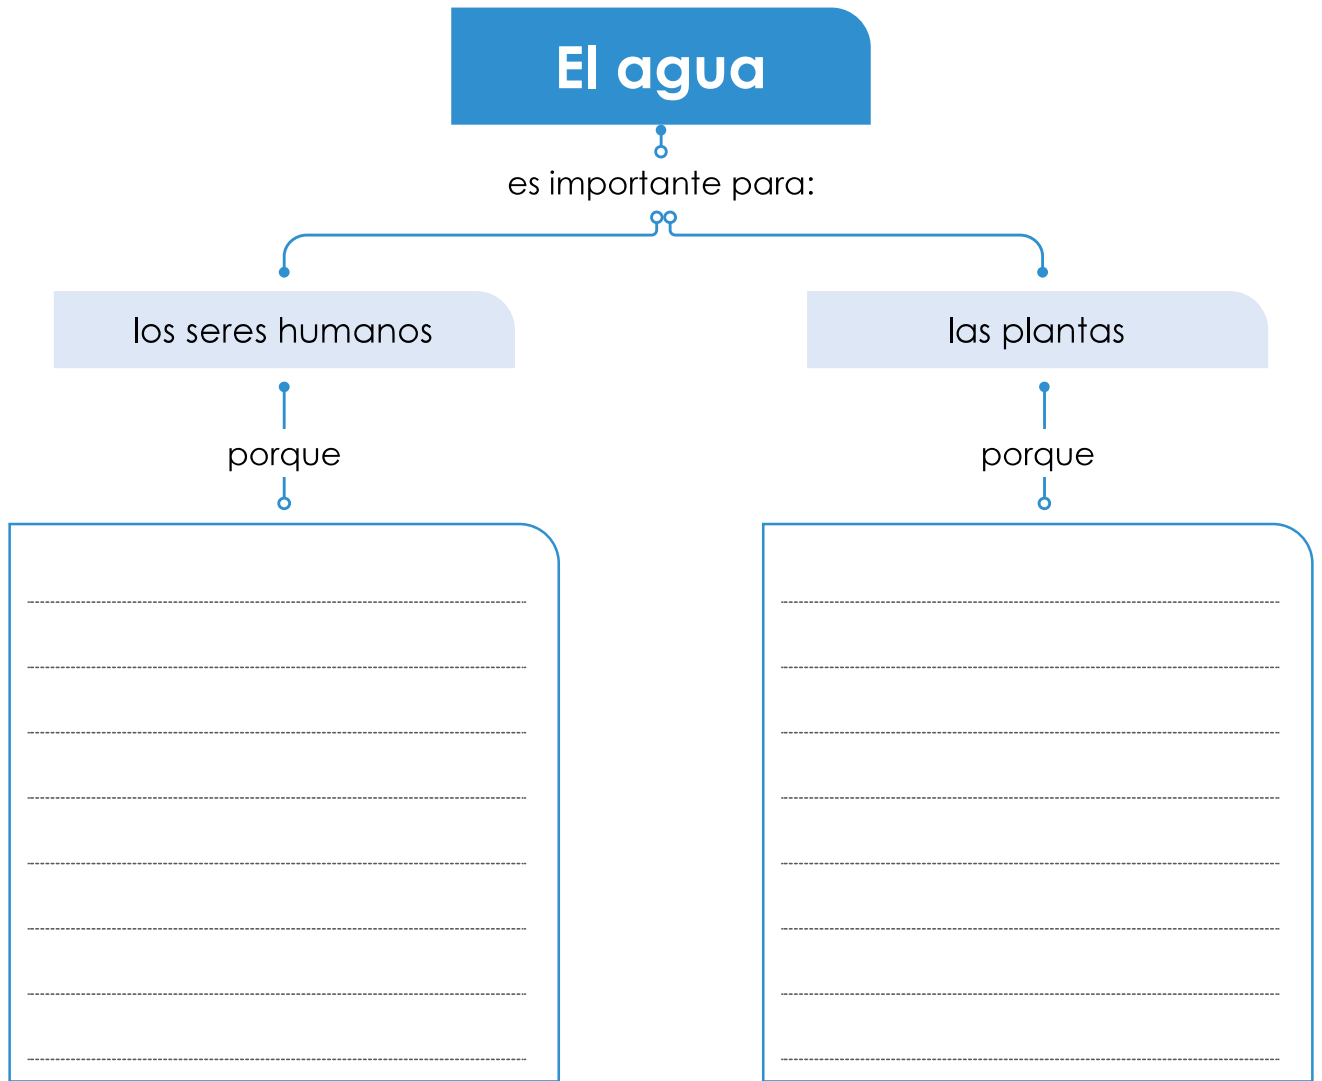 El agua
es importante para:
los seres humanos
las plantas
porque
porque